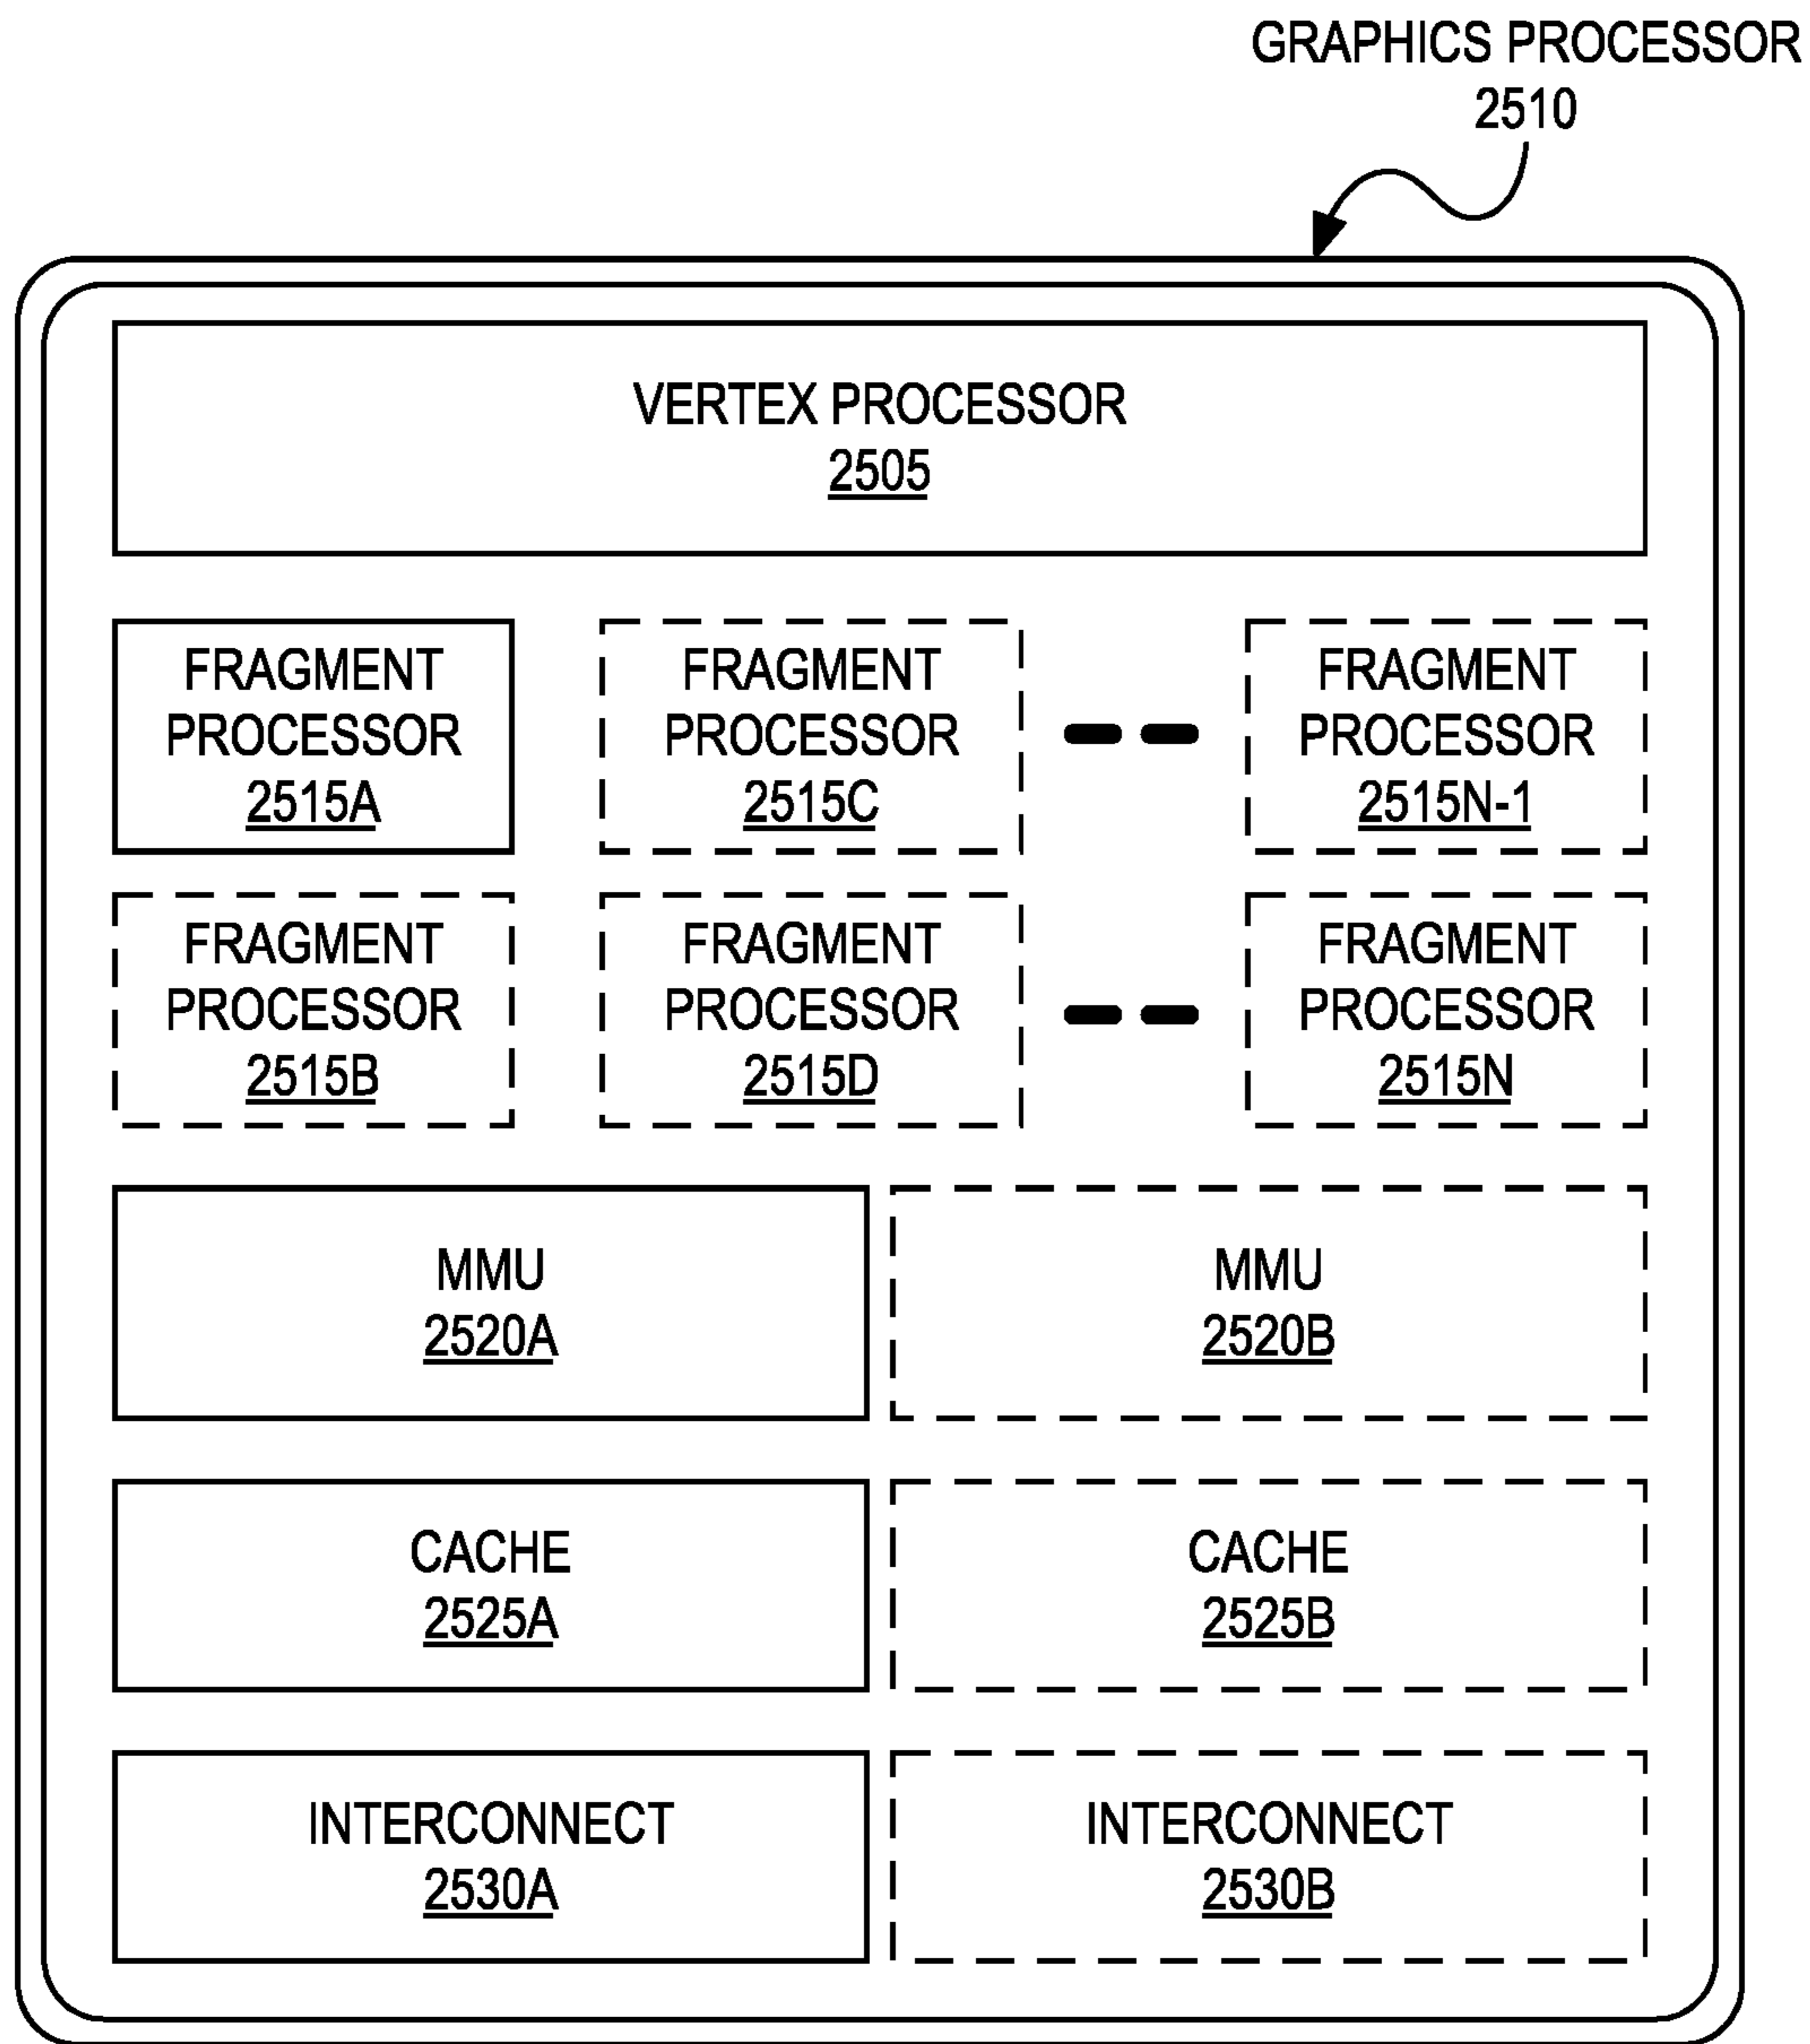 GRAPHICS PROCESSOR
2510
VERTEX PROCESSOR
2505
FRAGMENT
PROCESSOR
2515A
FRAGMENT
PROCESSOR
2515C
FRAGMENT
PROCESSOR
2515N-1
FRAGMENT
PROCESSOR
2515B
FRAGMENT
PROCESSOR
2515D
FRAGMENT
PROCESSOR
2515N
MMU
2520A
MMU
2520B
CACHE
2525A
CACHE
2525B
INTERCONNECT
2530A
INTERCONNECT
2530B